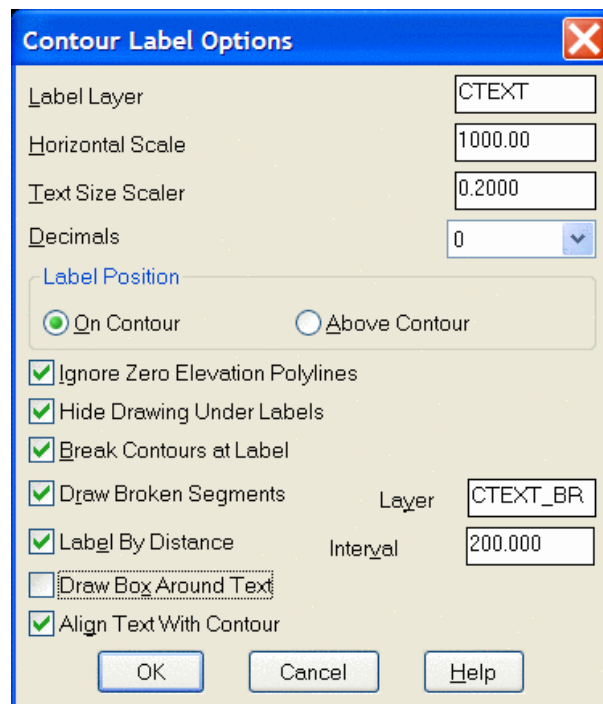 Contour Label Options
Label Layer CTEXT
Horizontal Scale 1000.00
Text Size Scaler 0.2000
Decimals 0
Label Position
On Contour Above Contour
Ignore Zero Elevation Polylines
Hide Drawing Under Labels
Break Contours at Label
Draw Broken Segments Layer CTEXT_BR
Label By Distance Interval 200.000
Draw Box Around Text
Align Text With Contour
OK Cancel Help